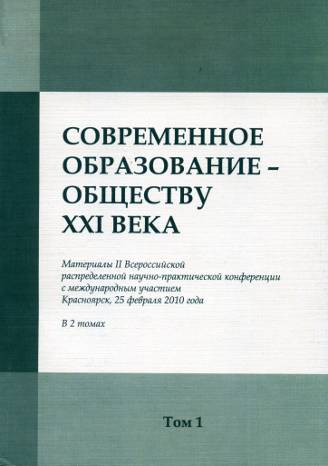 СОВРЕМЕННОЕ
ОБРАЗОВАНИЕ –
ОБЩЕСТВУ
XXI ВЕКА
Материалы II Всероссийской
распределенной научно-практической конференции
с международным участием
Красноярск, 25 февраля 2010 года
В 2 томах
Том 1